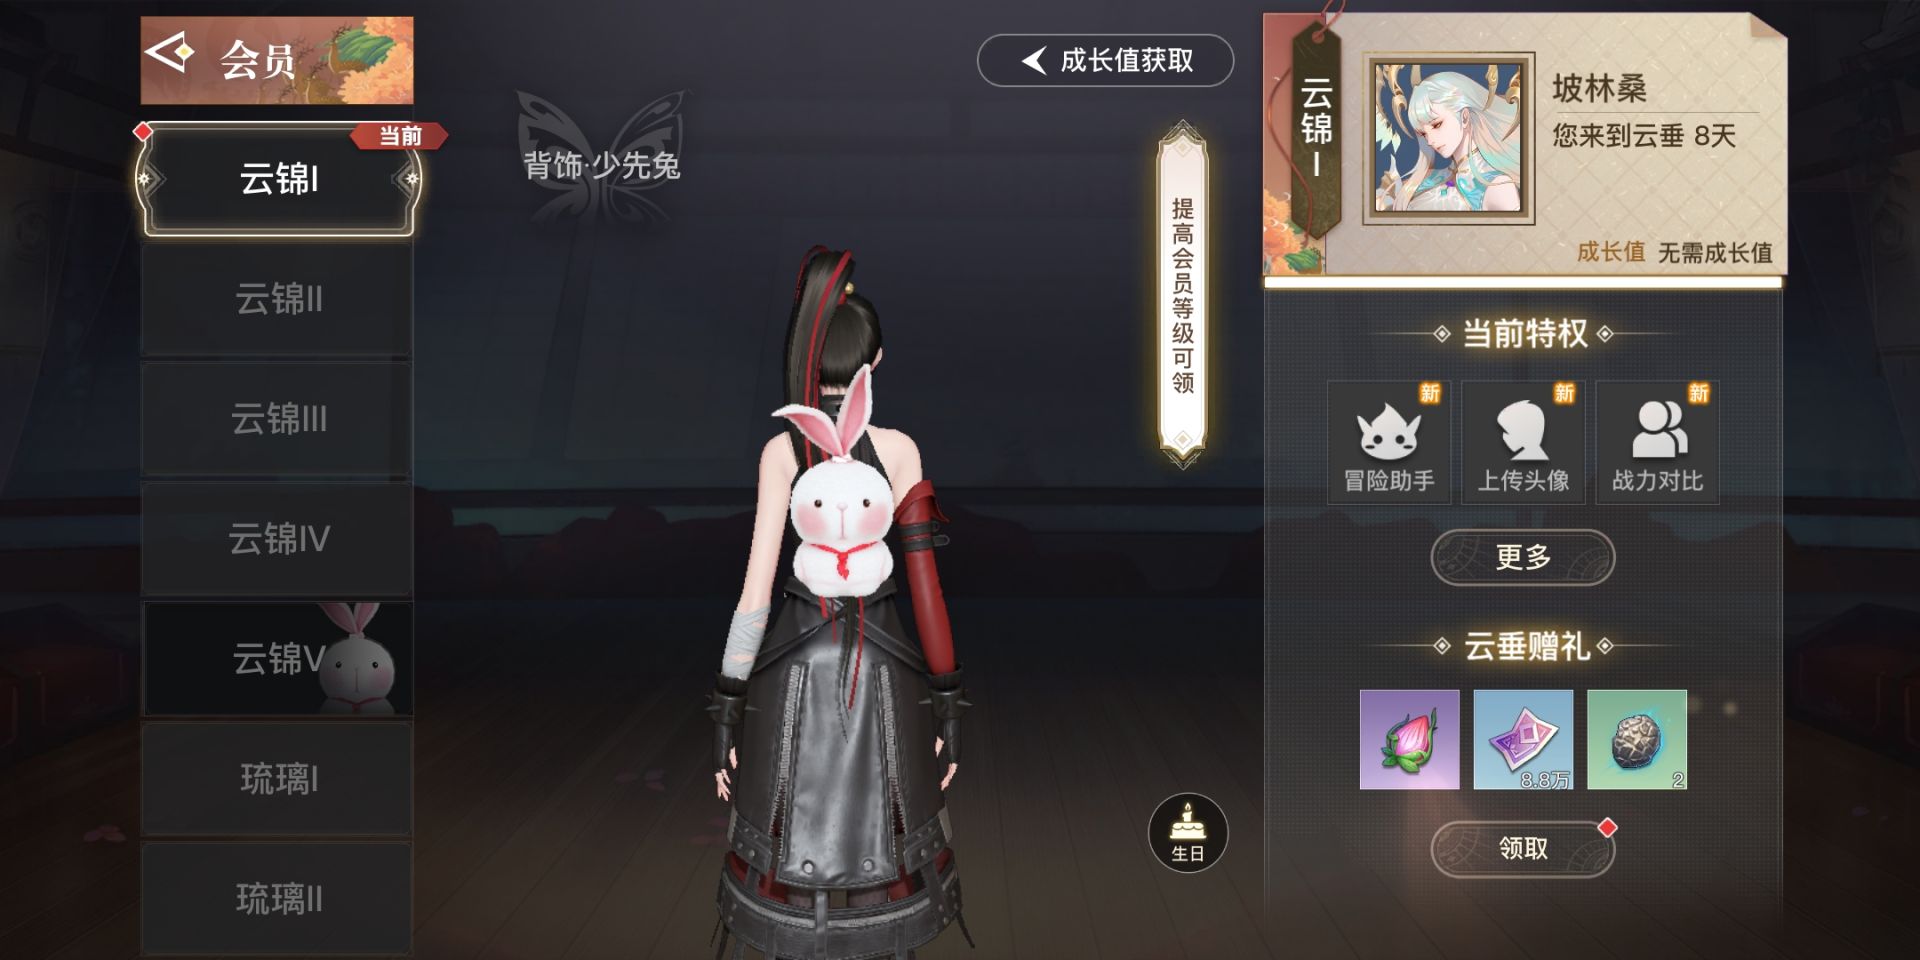 会员
当前
云锦I
云锦II
云锦III
云锦IV
云锦V
琉璃I
琉璃II
背饰·少先兔
成长值获取
提高会员等级可领
生日
云锦I
坡林桑
您来到云垂 8天
成长值 无需成长值
当前特权
新
新
新
冒险助手
上传头像
战力对比
更多
云垂赠礼
8.8万
2
领取